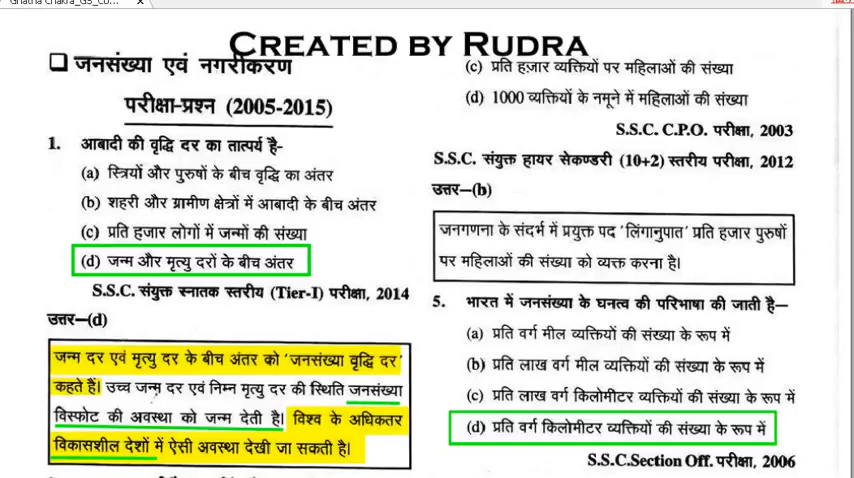 Ghatna Chakra_GS_Cu...
CREATED BY RUDRA
जनसंख्या एवं नगरीकरण
परीक्षा-प्रश्न (2005-2015)
1. आबादी की वृद्धि दर का तात्पर्य है-
(a) स्त्रियों और पुरुषों के बीच वृद्धि का अंतर
(b) शहरी और ग्रामीण क्षेत्रों में आबादी के बीच अंतर
(c) प्रति हजार लोगों में जन्मों की संख्या
(d) जन्म और मृत्यु दरों के बीच अंतर
S.S.C. संयुक्त स्नातक स्तरीय (Tier-I) परीक्षा, 2014
उत्तर—(d)
जन्म दर एवं मृत्यु दर के बीच अंतर को 'जनसंख्या वृद्धि दर'
कहते हैं। उच्च जन्म दर एवं निम्न मृत्यु दर की स्थिति जनसंख्या
विस्फोट की अवस्था को जन्म देती है। विश्व के अधिकतर
विकासशील देशों में ऐसी अवस्था देखी जा सकती है।
(c) प्रति हज़ार व्यक्तियों पर महिलाओं की संख्या
(d) 1000 व्यक्तियों के नमूने में महिलाओं की संख्या
S.S.C. C.P.O. परीक्षा, 2003
S.S.C. संयुक्त हायर सेकण्डरी (10+2) स्तरीय परीक्षा, 2012
उत्तर—(b)
जनगणना के संदर्भ में प्रयुक्त पद 'लिंगानुपात' प्रति हजार पुरुषों
पर महिलाओं की संख्या को व्यक्त करना है।
5. भारत में जनसंख्या के घनत्व की परिभाषा की जाती है—
(a) प्रति वर्ग मील व्यक्तियों की संख्या के रूप में
(b) प्रति लाख वर्ग मील व्यक्तियों की संख्या के रूप में
(c) प्रति लाख वर्ग किलोमीटर व्यक्तियों की संख्या के रूप में
(d) प्रति वर्ग किलोमीटर व्यक्तियों की संख्या के रूप में
S.S.C.Section Off. परीक्षा, 2006